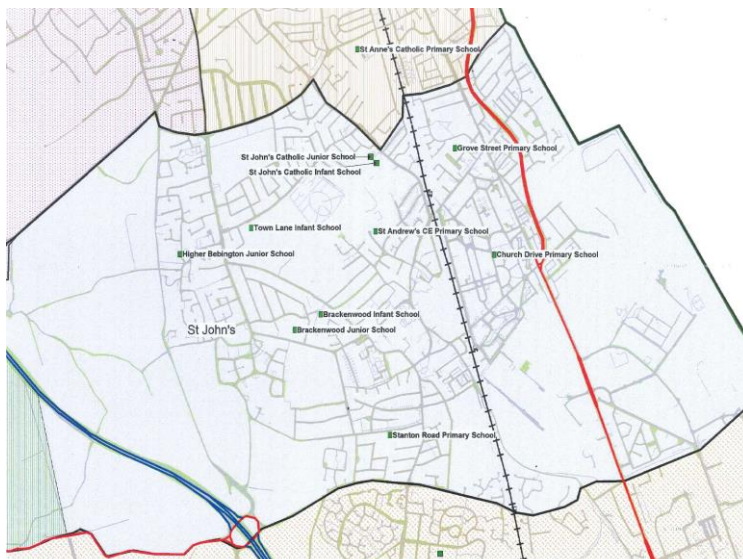 St Anne's Catholic Primary School
Grove Street Primary School
St John's Catholic Junior School
St John's Catholic Infant School
Town Lane Infant School
St Andrew's CE Primary School
Higher Bebington Junior School
Church Drive Primary School
Brackenwood Infant School
St John's
Brackenwood Junior School
Stanton Road Primary School